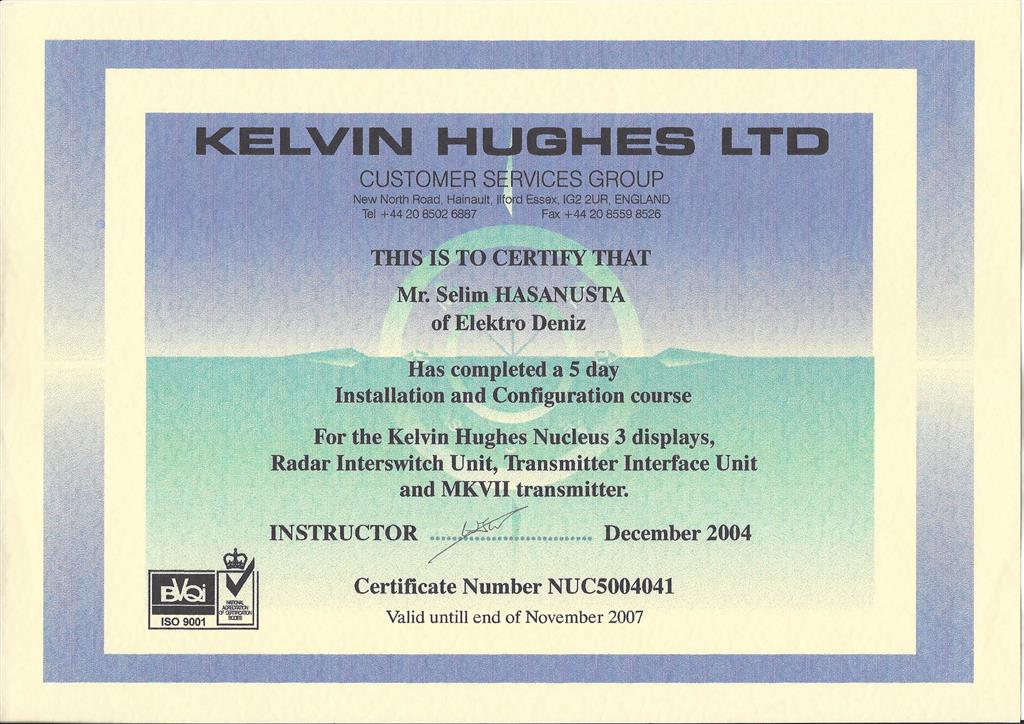 KELVIN HUGHES LTD
CUSTOMER SERVICES GROUP
New North Road, Hainault, Ilford Essex, IG2 2UR, ENGLAND
Tel +44 20 8502 6887 Fax +44 20 8559 8526
THIS IS TO CERTIFY THAT
Mr. Selim HASANUSTA
of Elektro Deniz
Has completed a 5 day
Installation and Configuration course
For the Kelvin Hughes Nucleus 3 displays,
Radar Interswitch Unit, Transmitter Interface Unit
and MKVII transmitter.
INSTRUCTOR .............................. December 2004
Certificate Number NUC5004041
Valid untill end of November 2007
BVQi
ISO 9001
NATIONAL
ACCREDITATION
OF CERTIFICATION
BODIES